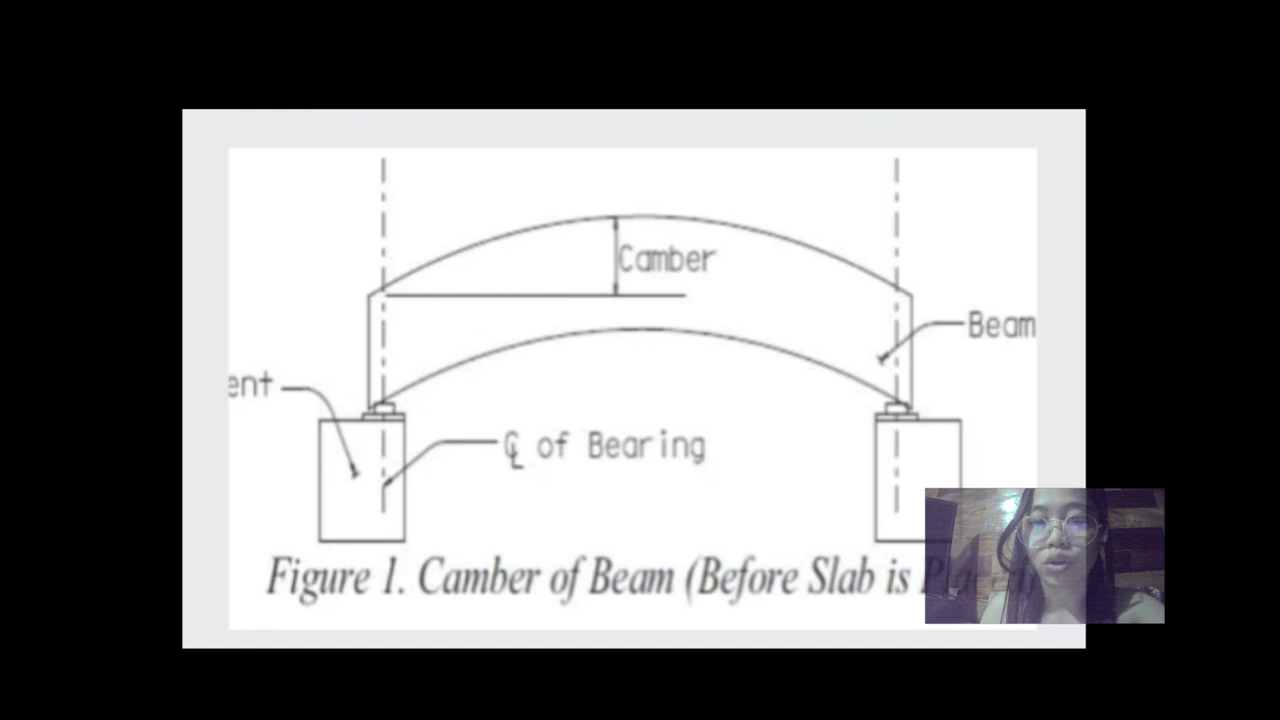 Camber
Beam
ent
℄ of Bearing
Figure 1. Camber of Beam (Before Slab is